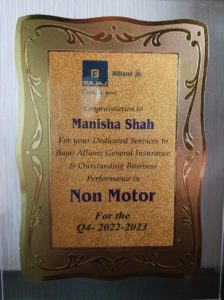 B
BAJAJ
Allianz
Congratulation to
Manisha Shah
For your Dedicated Services to
Bajaj Allianz General Insurance
& Outstanding Business
Performance in
Non Motor
For the
Q4- 2022-2023